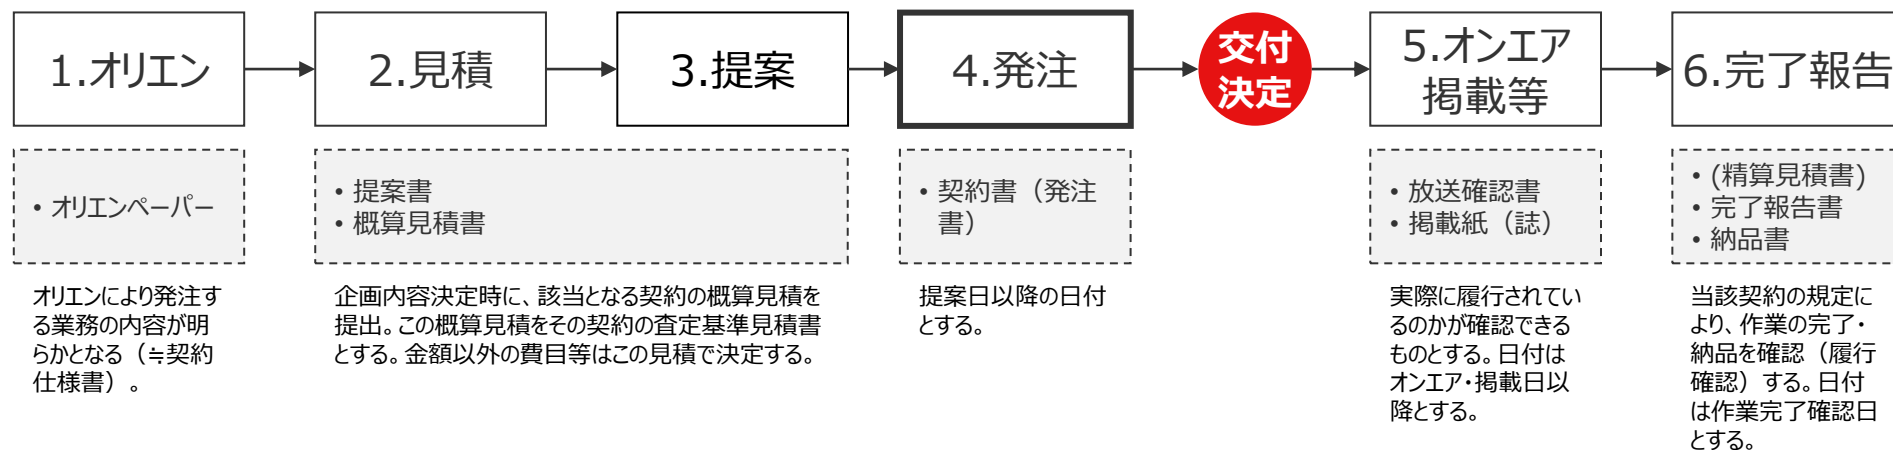 1.オリエン
2.見積
3.提案
4.発注
交付
決定
5.オンエア
掲載等
6.完了報告
• オリエンペーパー
• 提案書
• 概算見積書
• 契約書（発注
書）
• 放送確認書
• 掲載紙（誌）
• (精算見積書)
• 完了報告書
• 納品書
オリエンにより発注す
る業務の内容が明
らかとなる（≒契約
仕様書）。
企画内容決定時に、該当となる契約の概算見積を
提出。この概算見積をその契約の査定基準見積書
とする。金額以外の費目等はこの見積で決定する。
提案日以降の日付
とする。
実際に履行されてい
るのかが確認できる
ものとする。日付は
オンエア・掲載日以
降とする。
当該契約の規定に
より、作業の完了・
納品を確認（履行
確認）する。日付
は作業完了確認日
とする。